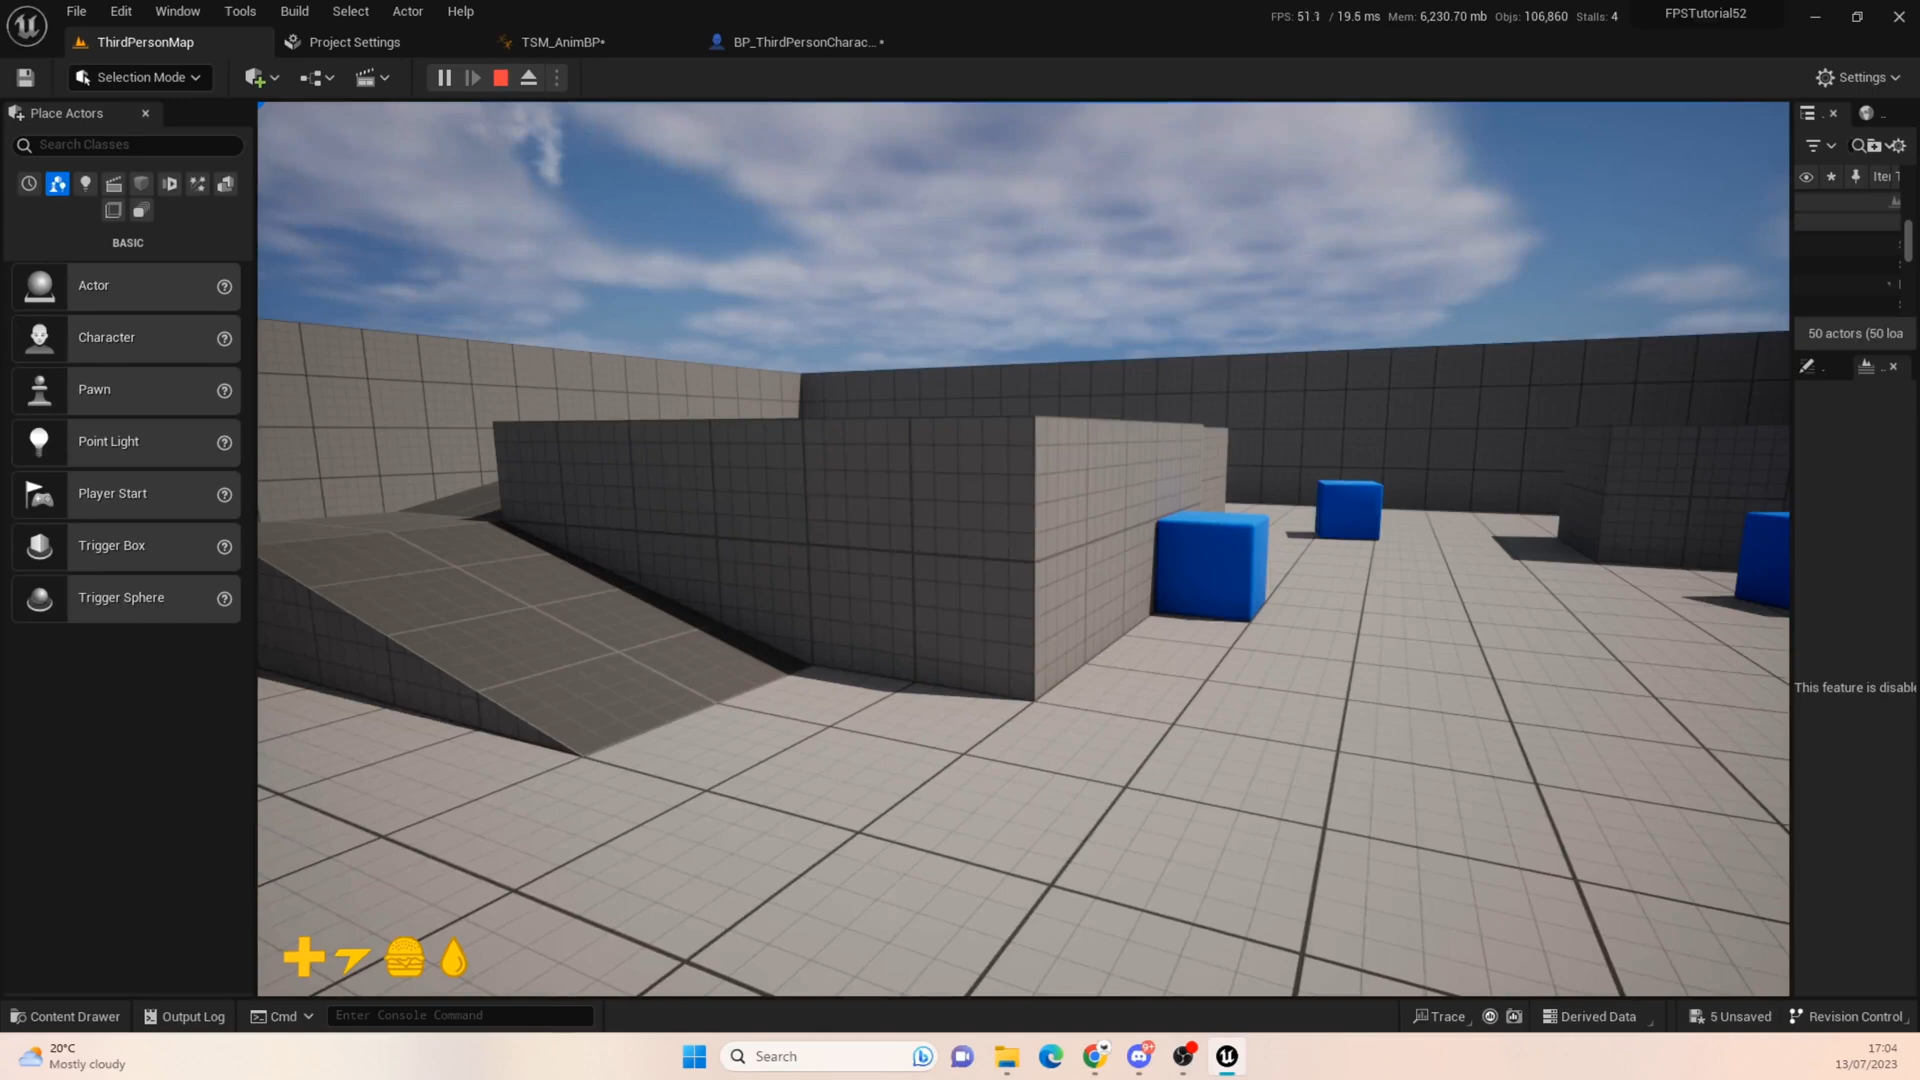 File Edit Window Tools Build Select Actor Help
FPS: 51.1 / 19.5 ms Mem: 6,230.70 mb Objs: 106,860 Stalls: 4
FPSTutorial52
ThirdPersonMap
Project Settings
TSM_AnimBP*
BP_ThirdPersonCharac...*
Selection Mode
Settings
Place Actors
Search Classes
BASIC
Actor
Character
Pawn
Point Light
Player Start
Trigger Box
Trigger Sphere
50 actors (50 loa
This feature is disable
Content Drawer
Output Log
Cmd
Enter Console Command
Trace
Derived Data
5 Unsaved
Revision Control
20°C
Mostly cloudy
Search
17:04
13/07/2023